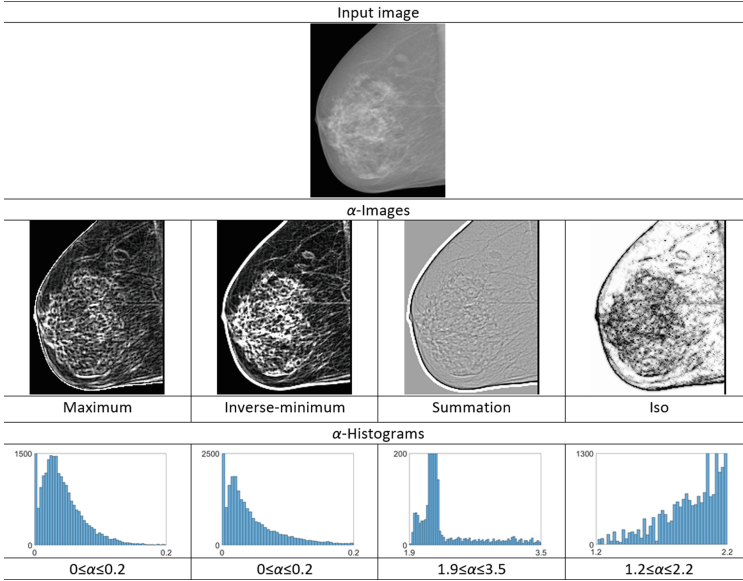 Input image
α-Images
Maximum Inverse-minimum Summation Iso
α-Histograms
1500 2500 200 1300
0 0 0 0
0 0.2 0 0.2 1.9 3.5 1.2 2.2
0≤α≤0.2 0≤α≤0.2 1.9≤α≤3.5 1.2≤α≤2.2